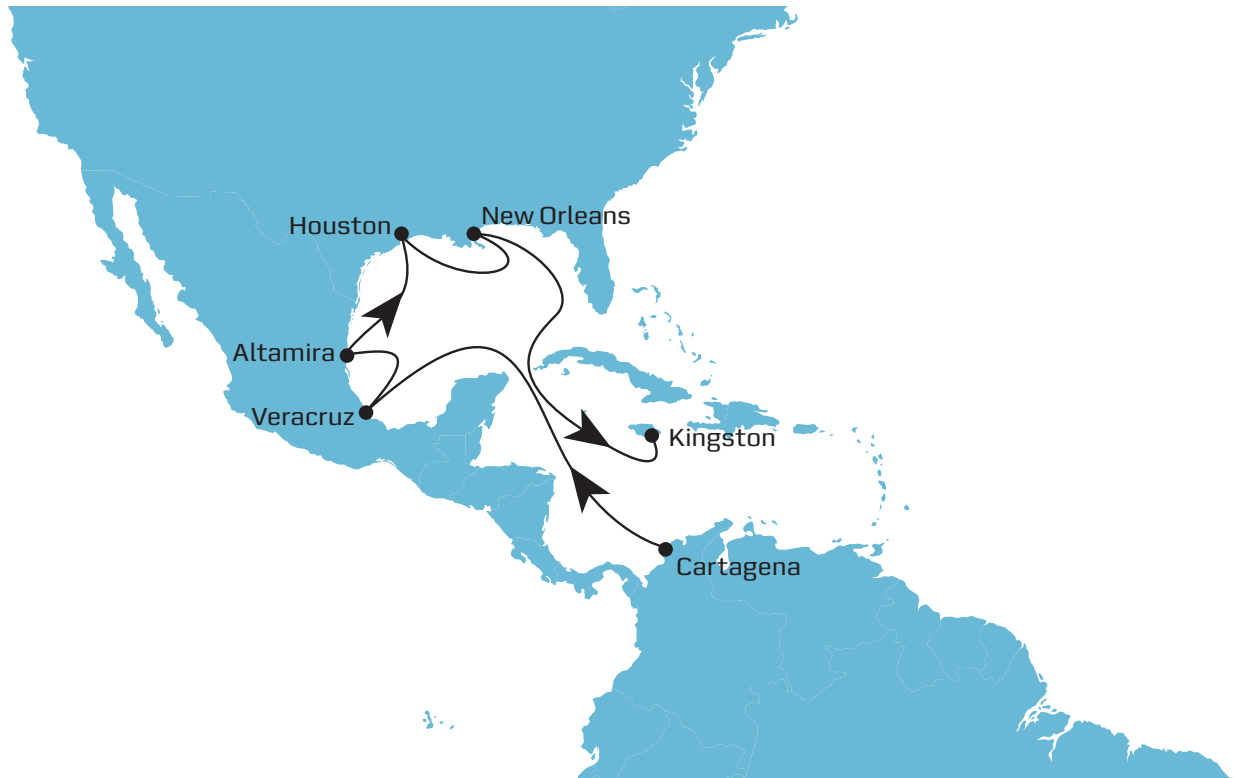 New Orleans
Houston
Altamira
Veracruz
Kingston
Cartagena